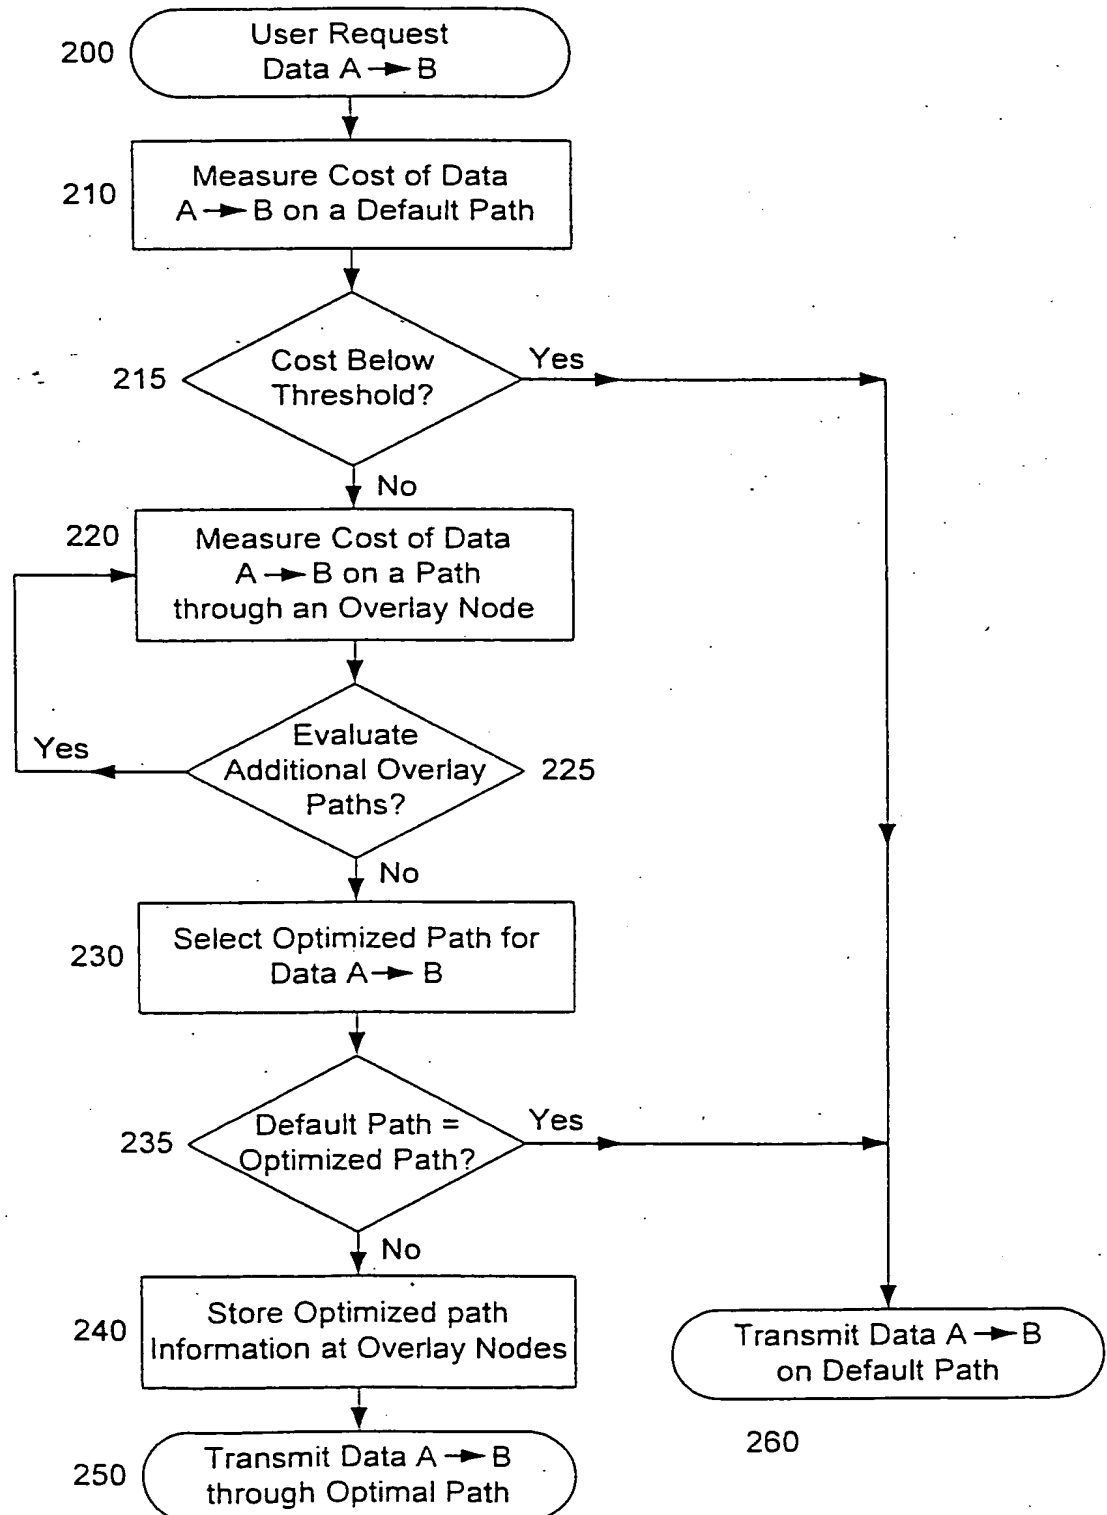 200
User Request
Data A → B
210
Measure Cost of Data
A → B on a Default Path
215
Cost Below
Threshold?
Yes
No
220
Measure Cost of Data
A → B on a Path
through an Overlay Node
Yes
Evaluate
Additional Overlay
Paths?
225
No
230
Select Optimized Path for
Data A → B
235
Default Path =
Optimized Path?
Yes
No
240
Store Optimized path
Information at Overlay Nodes
Transmit Data A → B
on Default Path
260
250
Transmit Data A → B
through Optimal Path